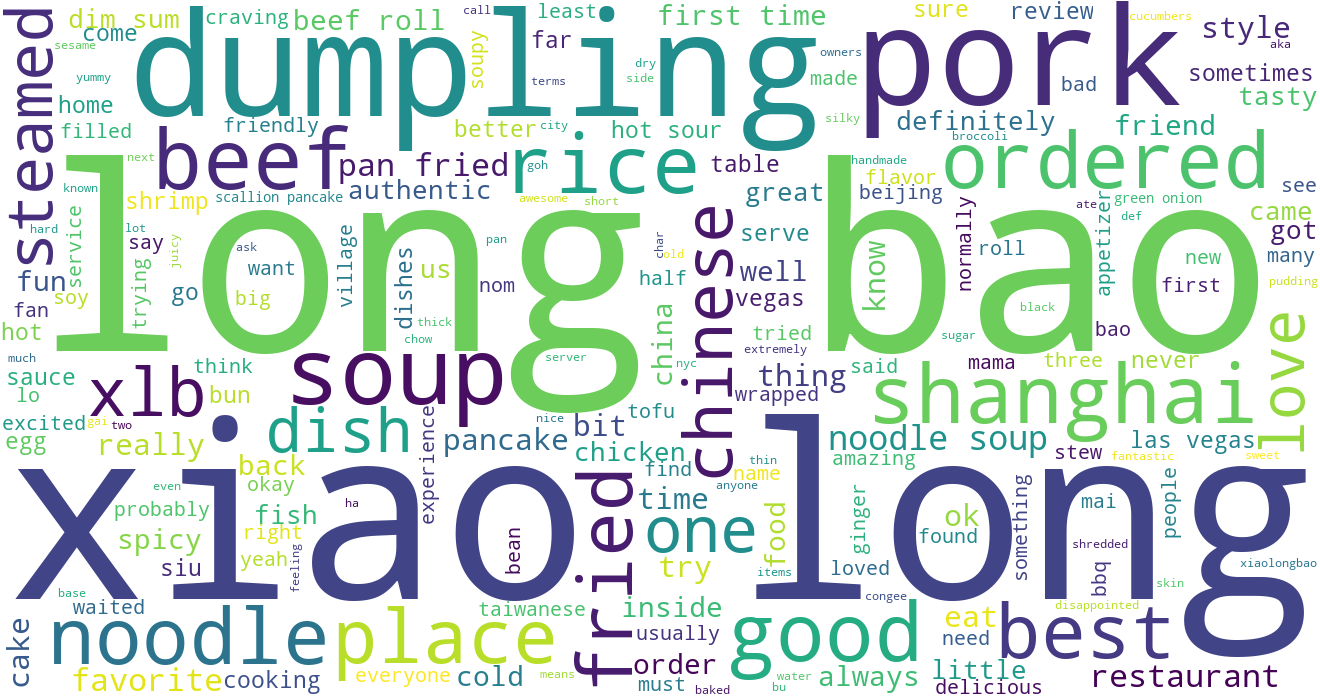 long bao
xiao long
dumpling
pork
steamed
beef
rice
ordered
shanghai
soup
xlb
chinese
fried
dish
noodle
place
one
good
best
love
noodle soup
restaurant
pan fried
dim sum
come
craving
beef roll
call
least
first time
sure
review
cucumbers
style
aka
sesame
yummy
home
filled
far
soupy
terms
dry
side
owners
made
bad
sometimes
tasty
friendly
better
city
hot sour
silky
definitely
broccoli
friend
next
known
hard
lot
service
shrimp
say
juicy
scallion pancake
authentic
goh
awesome
short
table
great
handmade
flavor
beijing
normally
ate
green onion
def
appetizer
see
came
got
many
fun
fan
soy
hot
trying
go
ask
want
big
village
dishes
us
nom
pan
thick
chow
half
char
old
serve
well
vegas
know
roll
new
first
black
pudding
bao
server
china
nyc
tried
extremely
thing
wrapped
said
sugar
mama
three
never
much
sauce
lo
excited
egg
gai
two
think
bun
really
back
okay
even
probably
spicy
siu
fish
right
yeah
feeling
ha
experience
pancake
nice
bit
tofu
chicken
find
time
bean
thin
name
anyone
food
try
items
amazing
ginger
ok
found
loved
congee
something
stew
las vegas
fantastic
sweet
mai
people
shredded
bbq
skin
xiaolongbao
disappointed
base
waited
cake
favorite
cooking
everyone
means
cold
taiwanese
inside
usually
order
must
baked
water
bu
always
eat
need
little
delicious